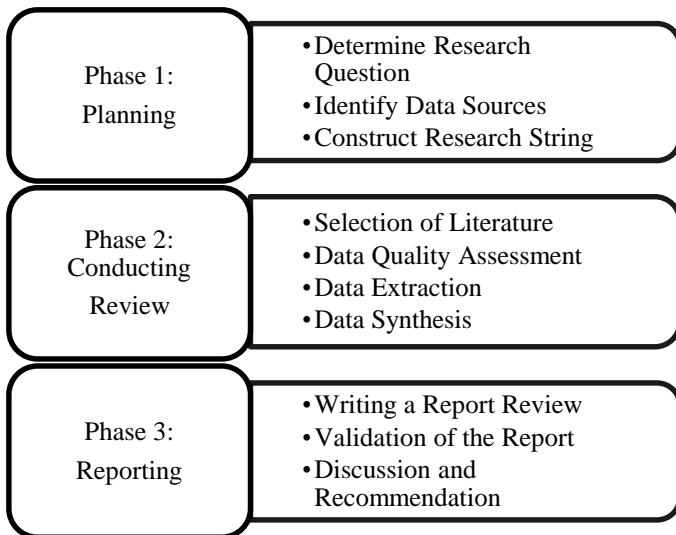 Phase 1:
Planning
•Determine Research
Question
•Identify Data Sources
•Construct Research String
Phase 2:
Conducting
Review
•Selection of Literature
•Data Quality Assessment
•Data Extraction
•Data Synthesis
Phase 3:
Reporting
•Writing a Report Review
•Validation of the Report
•Discussion and
Recommendation